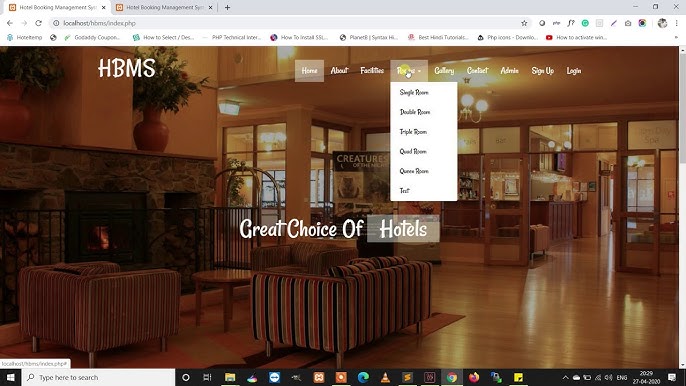 Hotel Booking Management Sys
Hotel Booking Management Sys
localhost/hbms/index.php
Hoteltemp
Godaddy Coupon...
How to Select / Des...
PHP Technical Inter...
How To Install SSL...
PlanetB | Syntax Hi...
Best Hindi Tutorials...
Php icons - Downlo...
HBMS
Home
About
Facilities
Rooms
Gallery
Contact
Admin
Sign Up
Login
Single Room
Double Room
Triple Room
Quad Room
Queen Room
Test
CREATURES
Great Choice Of Hotels
localhost/hbms/index.php#
Type here to search
ENG
20:29
27-04-2020